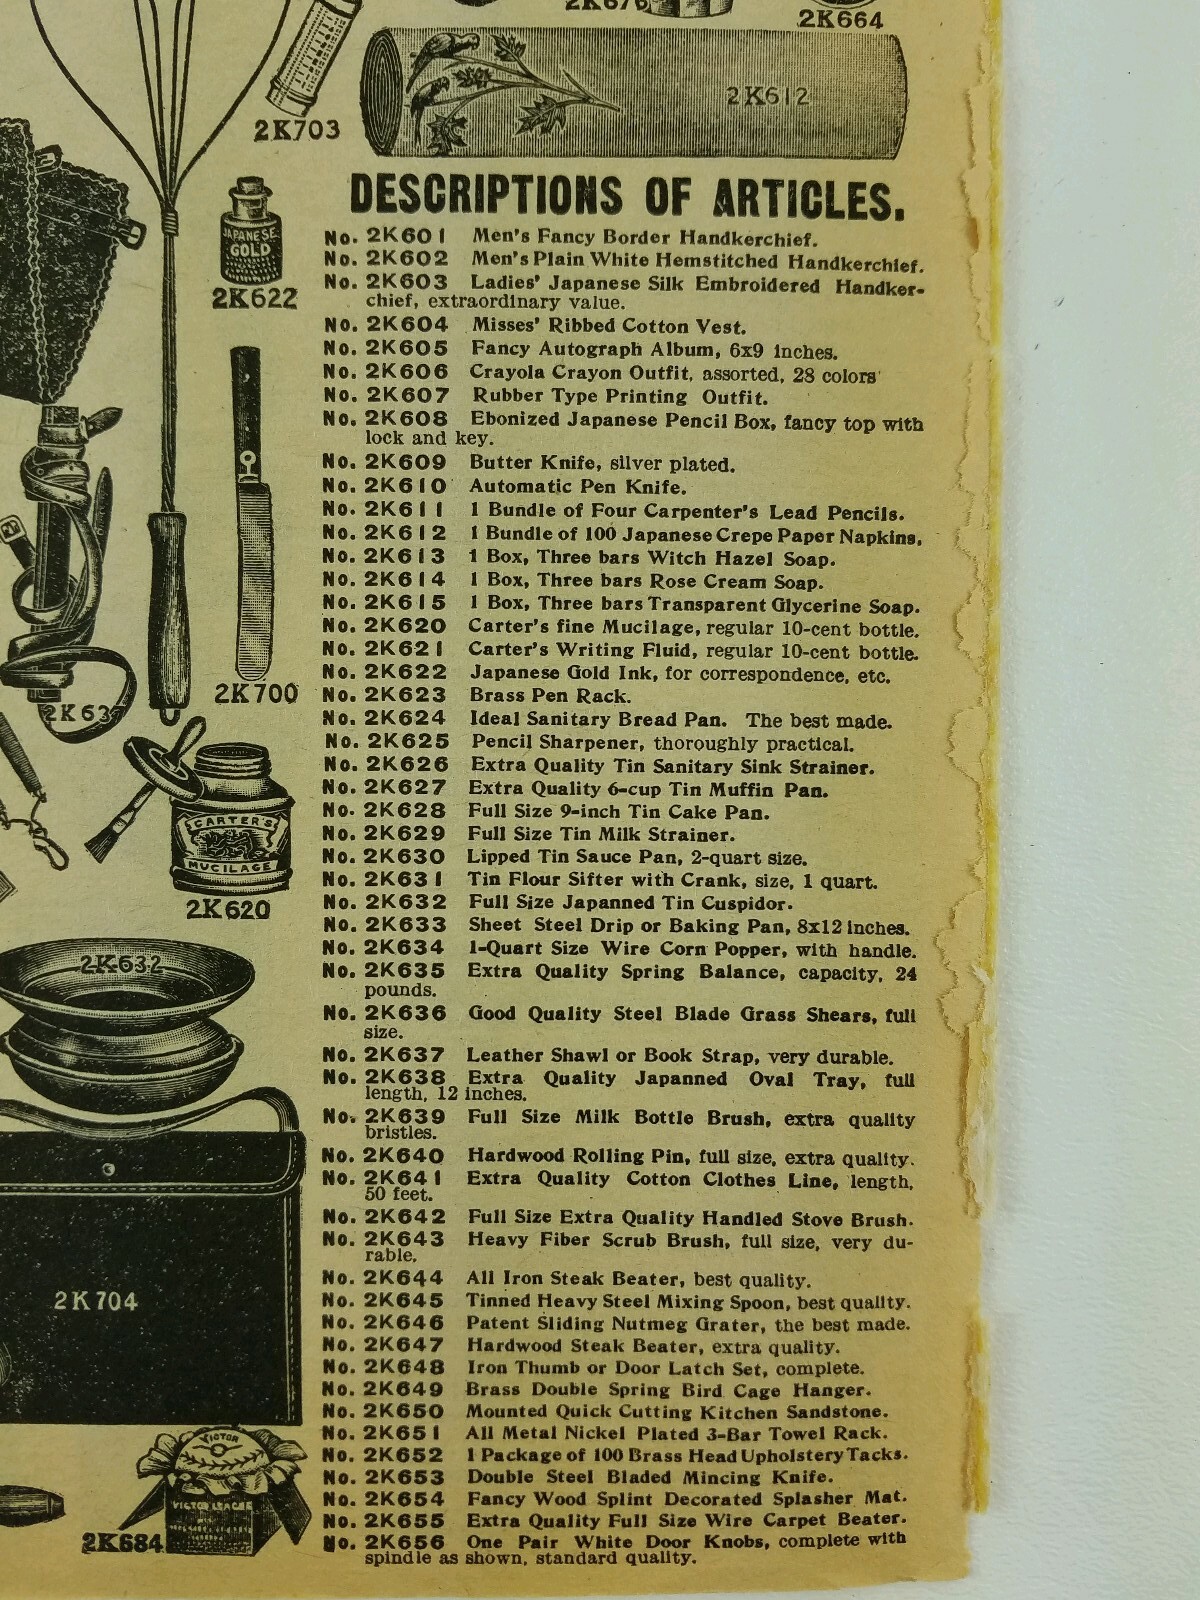 2K676
2K664
2K703
2K612
DESCRIPTIONS OF ARTICLES.
No. 2K601 Men's Fancy Border Handkerchief.
No. 2K602 Men's Plain White Hemstitched Handkerchief.
No. 2K603 Ladies' Japanese Silk Embroidered Handker-
chief, extraordinary value.
No. 2K604 Misses' Ribbed Cotton Vest.
No. 2K605 Fancy Autograph Album, 6x9 inches.
No. 2K606 Crayola Crayon Outfit, assorted, 28 colors
No. 2K607 Rubber Type Printing Outfit.
No. 2K608 Ebonized Japanese Pencil Box, fancy top with
lock and key.
No. 2K609 Butter Knife, silver plated.
No. 2K610 Automatic Pen Knife.
No. 2K611 1 Bundle of Four Carpenter's Lead Pencils.
No. 2K612 1 Bundle of 100 Japanese Crepe Paper Napkins.
No. 2K613 1 Box, Three bars Witch Hazel Soap.
No. 2K614 1 Box, Three bars Rose Cream Soap.
No. 2K615 1 Box, Three bars Transparent Glycerine Soap.
No. 2K620 Carter's fine Mucilage, regular 10-cent bottle.
No. 2K621 Carter's Writing Fluid, regular 10-cent bottle.
No. 2K622 Japanese Gold Ink, for correspondence, etc.
No. 2K623 Brass Pen Rack.
No. 2K624 Ideal Sanitary Bread Pan. The best made.
No. 2K625 Pencil Sharpener, thoroughly practical.
No. 2K626 Extra Quality Tin Sanitary Sink Strainer.
No. 2K627 Extra Quality 6-cup Tin Muffin Pan.
No. 2K628 Full Size 9-inch Tin Cake Pan.
No. 2K629 Full Size Tin Milk Strainer.
No. 2K630 Lipped Tin Sauce Pan, 2-quart size.
No. 2K631 Tin Flour Sifter with Crank, size, 1 quart.
No. 2K632 Full Size Japanned Tin Cuspidor.
No. 2K633 Sheet Steel Drip or Baking Pan, 8x12 inches.
No. 2K634 1-Quart Size Wire Corn Popper, with handle.
No. 2K635 Extra Quality Spring Balance, capacity, 24
pounds.
No. 2K636 Good Quality Steel Blade Grass Shears, full
size.
No. 2K637 Leather Shawl or Book Strap, very durable.
No. 2K638 Extra Quality Japanned Oval Tray, full
length, 12 inches.
No. 2K639 Full Size Milk Bottle Brush, extra quality
bristles.
No. 2K640 Hardwood Rolling Pin, full size, extra quality.
No. 2K641 Extra Quality Cotton Clothes Line, length,
50 feet.
No. 2K642 Full Size Extra Quality Handled Stove Brush.
No. 2K643 Heavy Fiber Scrub Brush, full size, very du-
rable.
No. 2K644 All Iron Steak Beater, best quality.
No. 2K645 Tinned Heavy Steel Mixing Spoon, best quality.
No. 2K646 Patent Sliding Nutmeg Grater, the best made.
No. 2K647 Hardwood Steak Beater, extra quality.
No. 2K648 Iron Thumb or Door Latch Set, complete.
No. 2K649 Brass Double Spring Bird Cage Hanger.
No. 2K650 Mounted Quick Cutting Kitchen Sandstone.
No. 2K651 All Metal Nickel Plated 3-Bar Towel Rack.
No. 2K652 1 Package of 100 Brass Head Upholstery Tacks.
No. 2K653 Double Steel Bladed Mincing Knife.
No. 2K654 Fancy Wood Splint Decorated Splasher Mat.
No. 2K655 Extra Quality Full Size Wire Carpet Beater.
No. 2K656 One Pair White Door Knobs, complete with
spindle as shown, standard quality.
JAPANESE
GOLD
2K622
2K637
2K700
CARTER'S
MUCILAGE
2K620
2K632
2K704
VICTOR
VICTOR LEAGUE
2K684